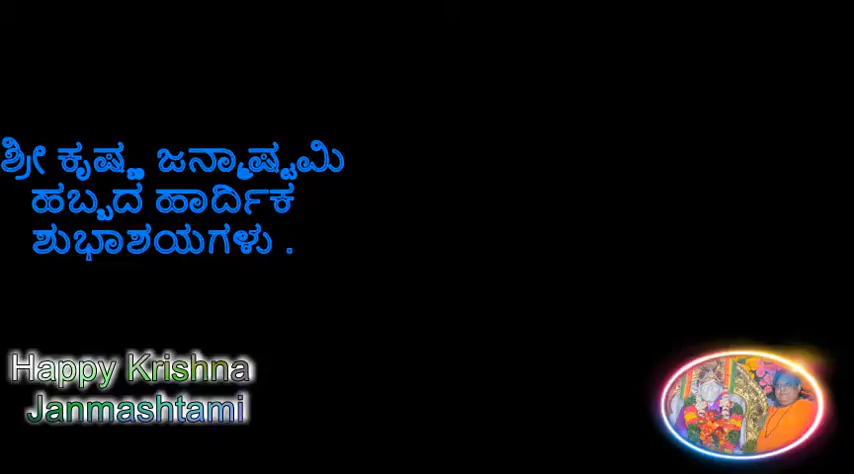 ಶ್ರೀ ಕೃಷ್ಣ ಜನ್ಮಾಷ್ಟಮಿ
ಹಬ್ಬದ ಹಾರ್ದಿಕ
ಶುಭಾಶಯಗಳು .
Happy Krishna
Janmashtami